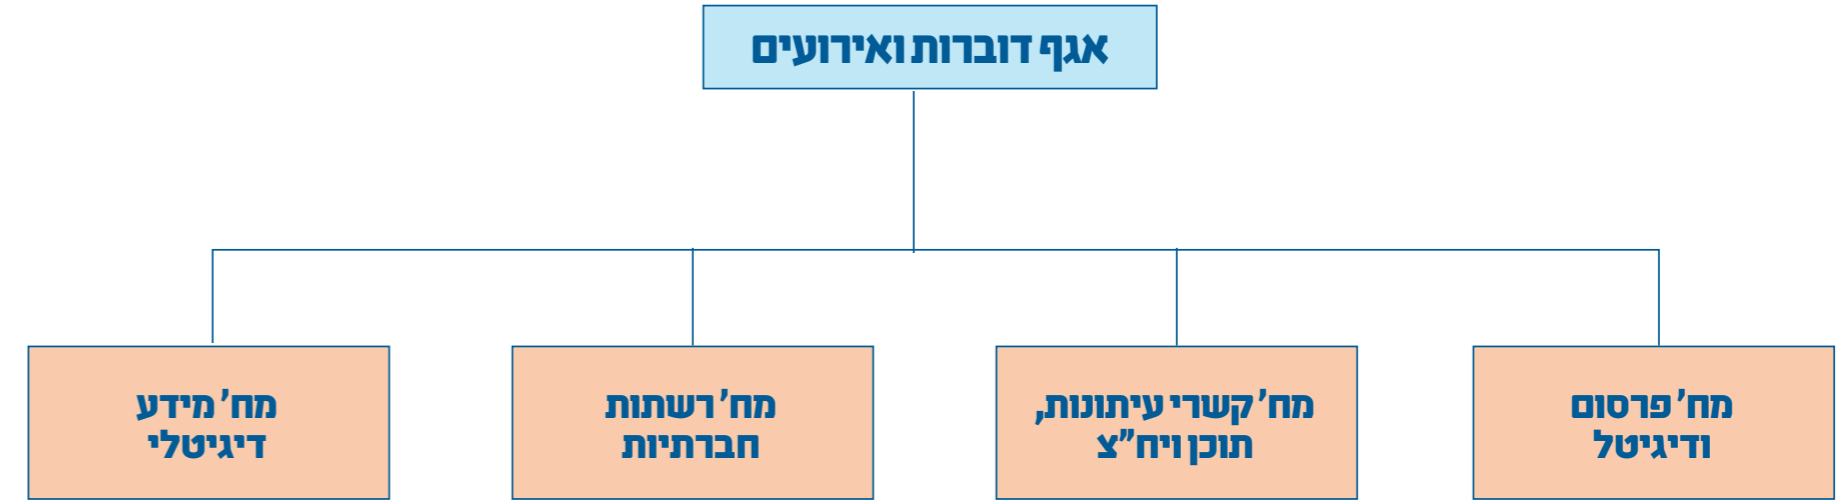 אגף דוברות ואירועים
מח' פרסום
ודיגיטל
מח' קשרי עיתונות,
תוכן ויח"צ
מח' רשתות
חברתיות
מח' מידע
דיגיטלי